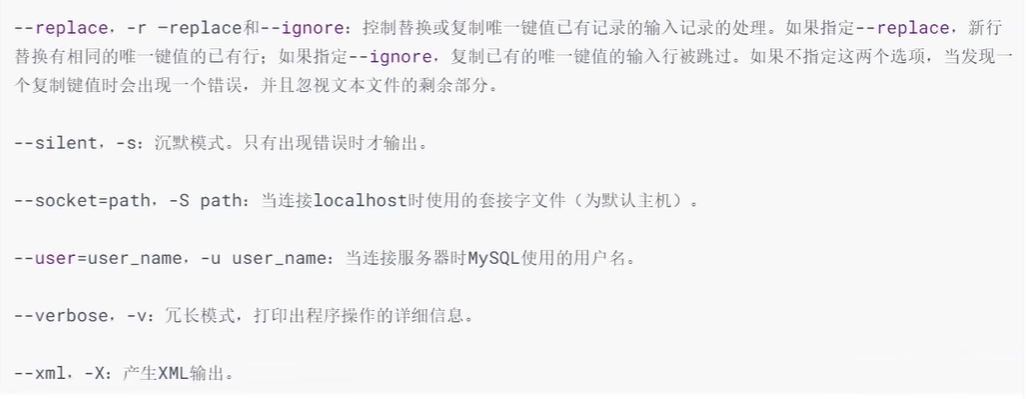 --replace，-r –replace和--ignore：控制替换或复制唯一键值已有记录的输入记录的处理。如果指定--replace，新行
替换有相同的唯一键值的已有行；如果指定--ignore，复制已有的唯一键值的输入行被跳过。如果不指定这两个选项，当发现一
个复制键值时会出现一个错误，并且忽视文本文件的剩余部分。
--silent，-s：沉默模式。只有出现错误时才输出。
--socket=path，-S path：当连接localhost时使用的套接字文件（为默认主机）。
--user=user_name，-u user_name：当连接服务器时MySQL使用的用户名。
--verbose，-v：冗长模式，打印出程序操作的详细信息。
--xml，-X：产生XML输出。